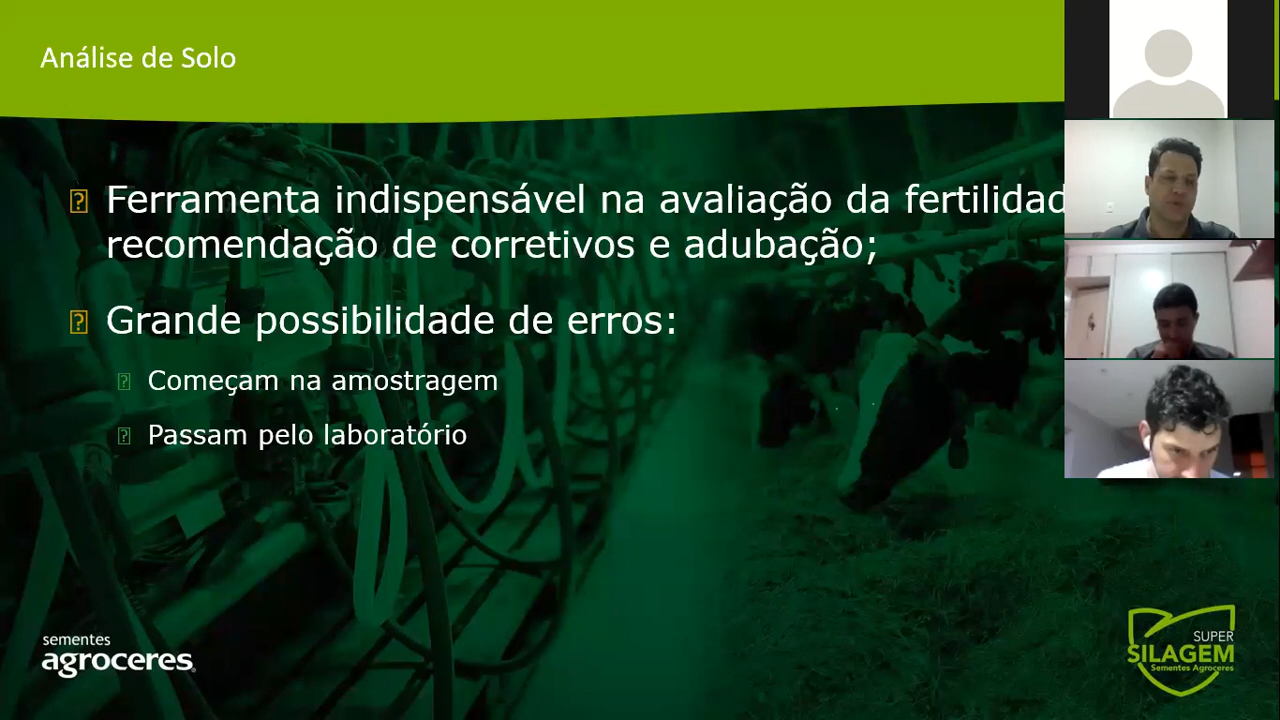 Análise de Solo
Ferramenta indispensável na avaliação da fertilidad
recomendação de corretivos e adubação;
Grande possibilidade de erros:
Começam na amostragem
Passam pelo laboratório
sementes
agroceres
SUPER
SILAGEM
Sementes Agroceres